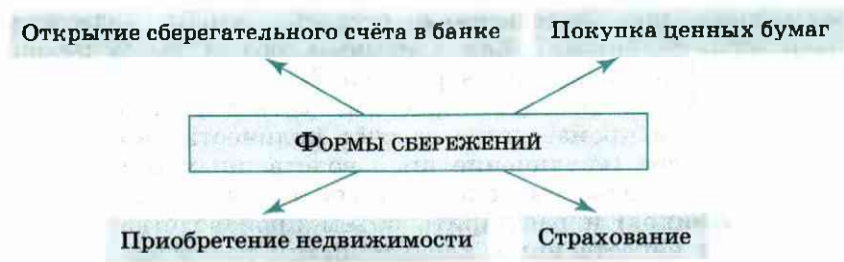 Открытие сберегательного счёта в банке
Покупка ценных бумаг
Формы сбережений
Приобретение недвижимости
Страхование